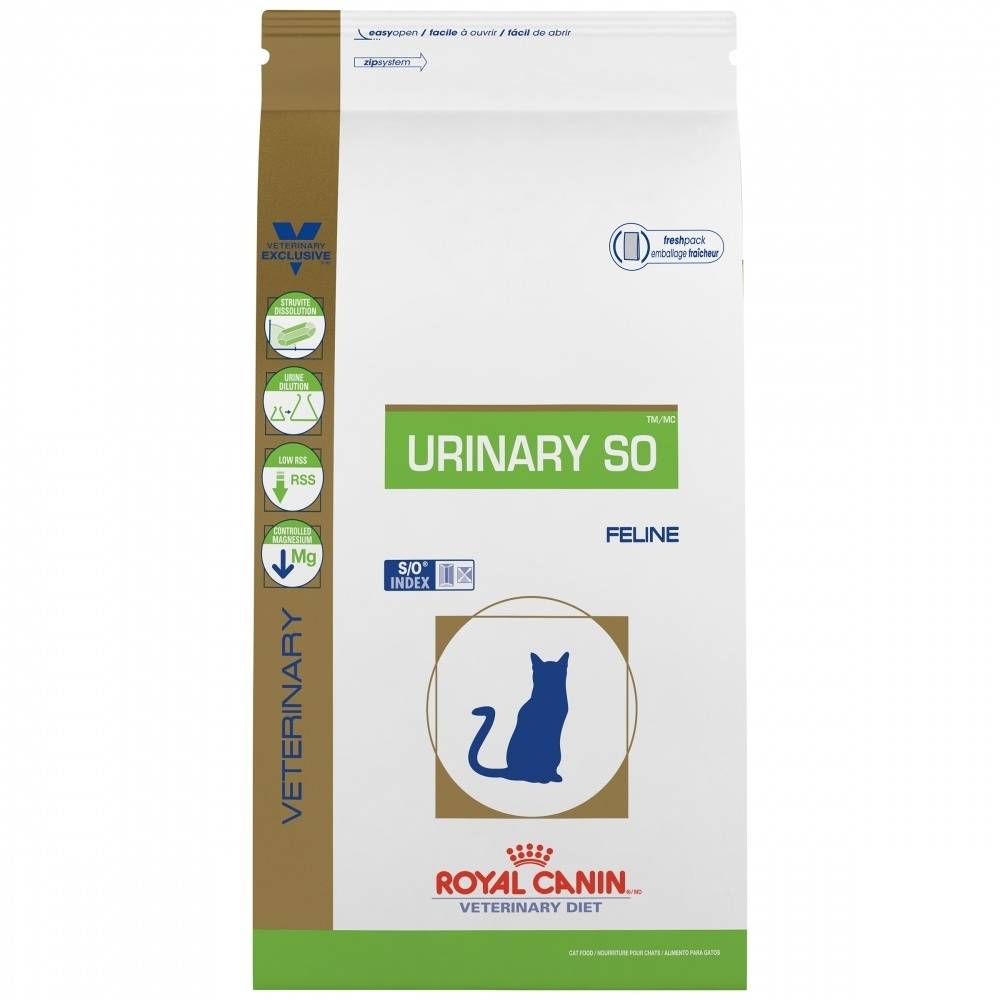 easyopen / facile à ouvrir / fácil de abrir
zipsystem
VETERINARY
EXCLUSIVE
freshpack
emballage fraîcheur
STRUVITE
DISSOLUTION
URINE
DILUTION
LOW RSS
RSS
CONTROLLED
MAGNESIUM
Mg
VETERINARY
TM/MC
URINARY SO
FELINE
S/O®
INDEX
ROYAL CANIN
VETERINARY DIET
CAT FOOD / NOURRITURE POUR CHATS / ALIMENTO PARA GATOS